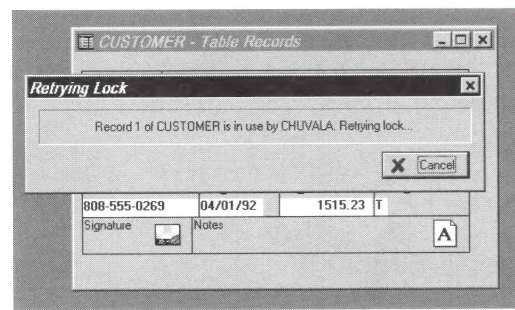 CUSTOMER - Table Records
Retrying Lock
Record 1 of CUSTOMER is in use by CHUVALA. Retrying lock...
Cancel
808-555-0269 04/01/92 1515.23 T
Signature Notes
A